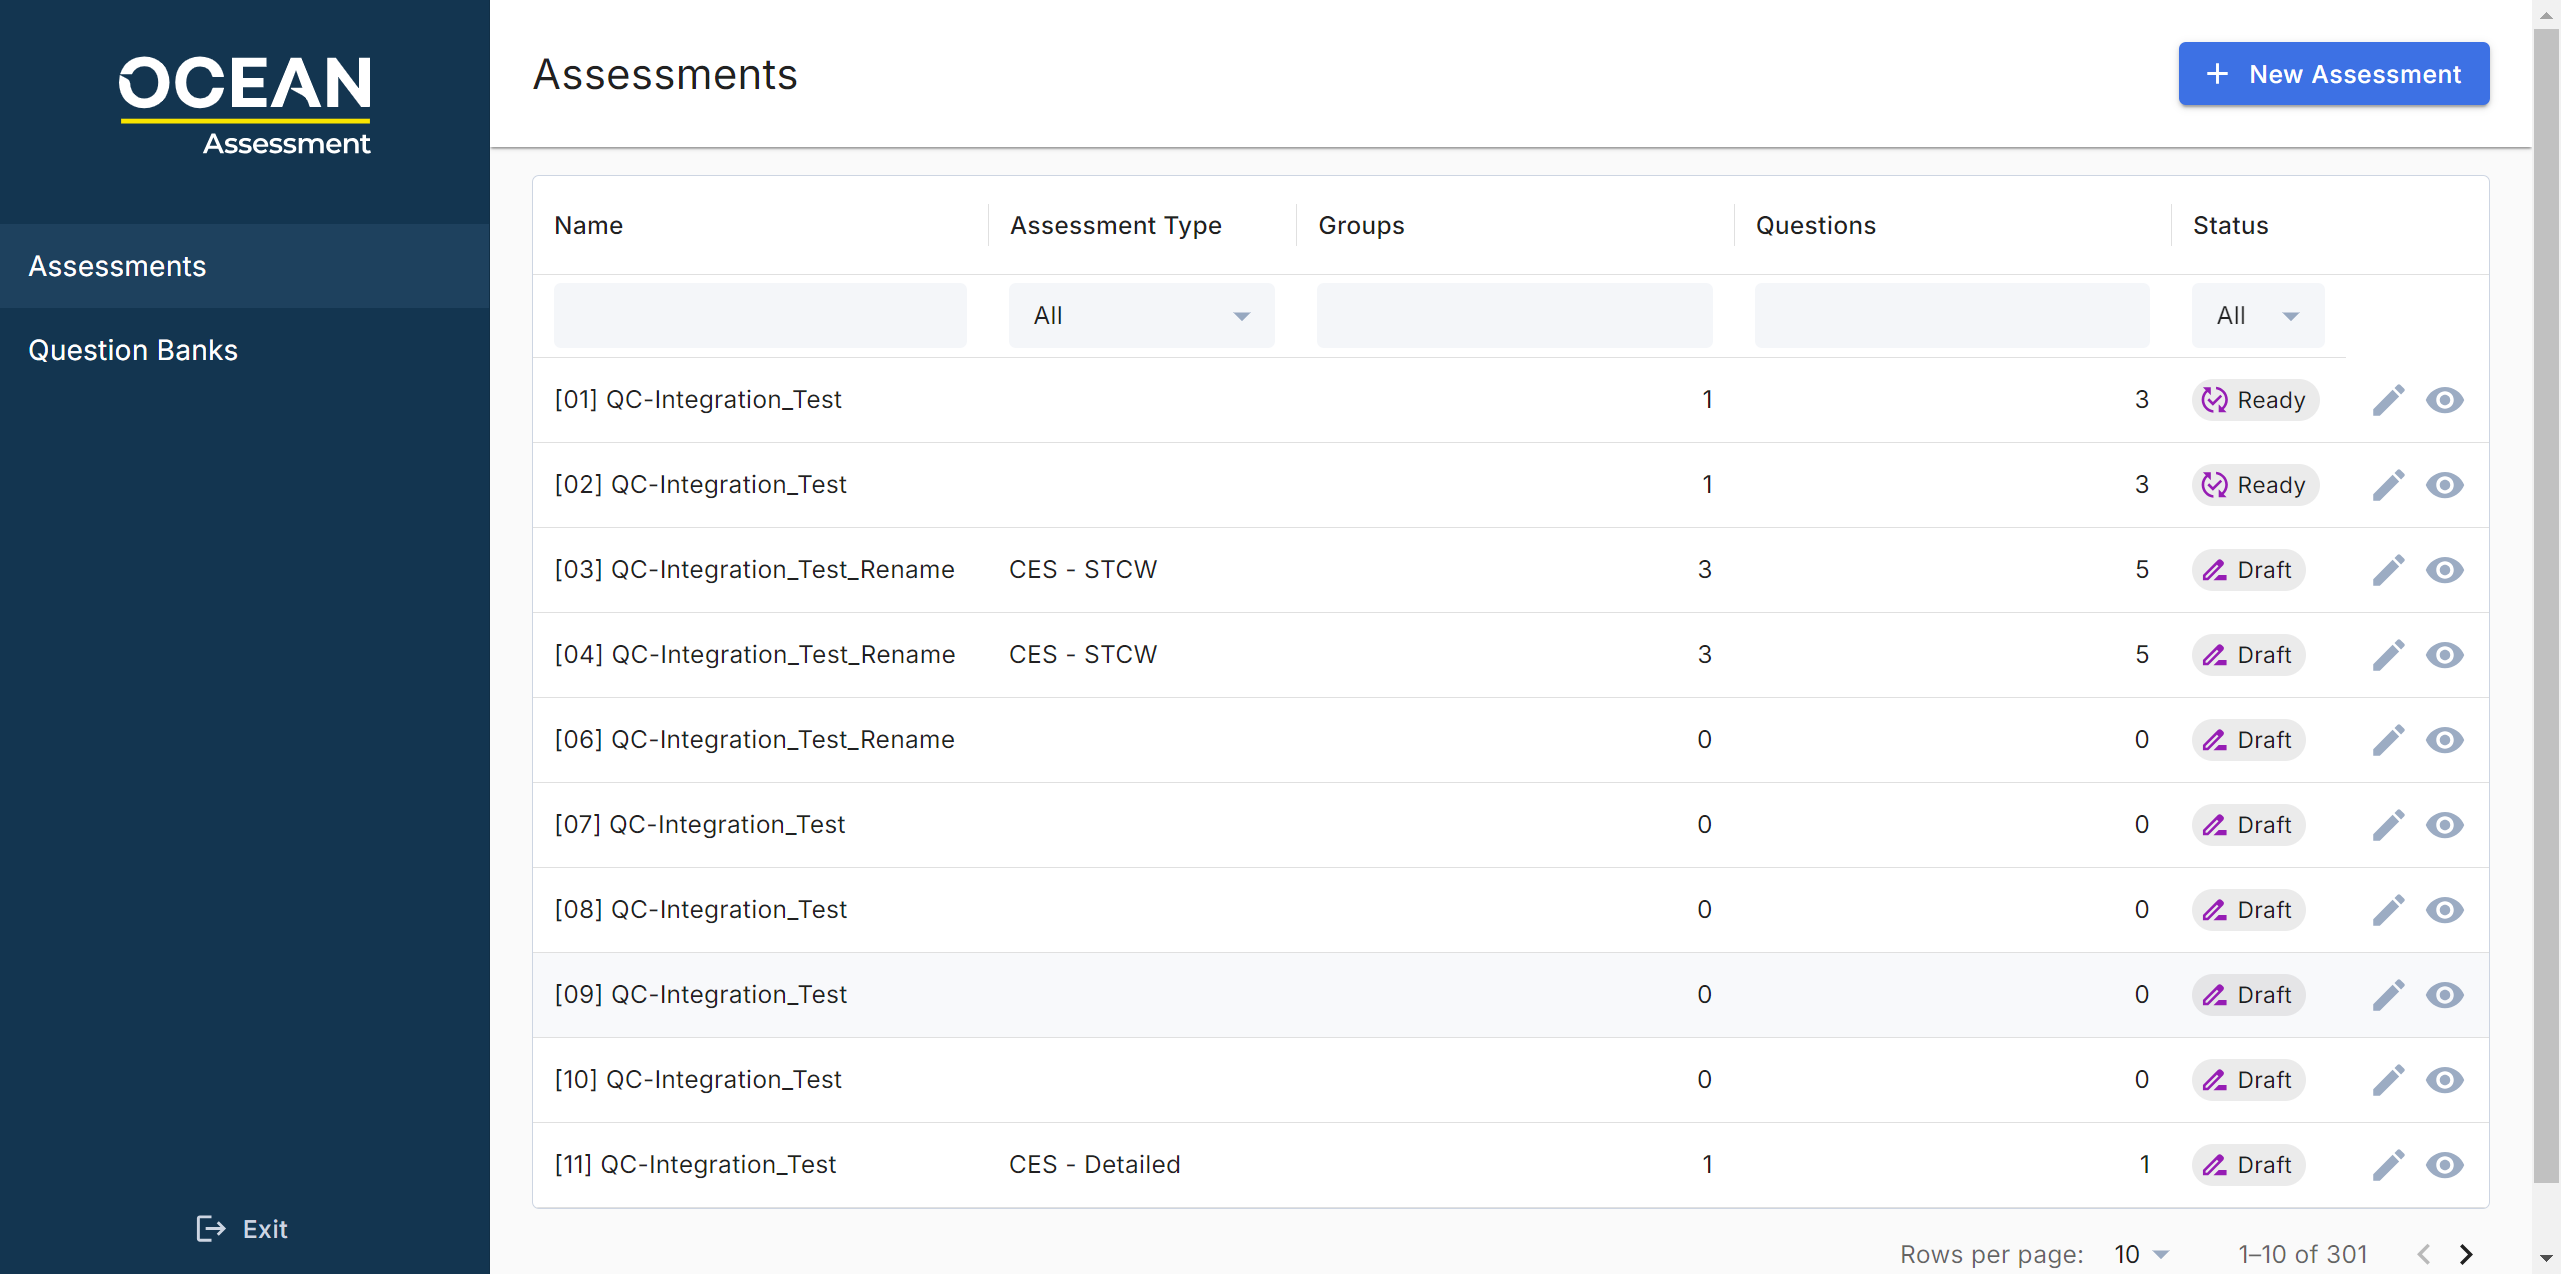 OCEAN
Assessment
Assessments
Question Banks
Exit
Assessments
New Assessment
Name Assessment Type Groups Questions Status
All All
[01] QC-Integration_Test 1 3 Ready
[02] QC-Integration_Test 1 3 Ready
[03] QC-Integration_Test_Rename CES - STCW 3 5 Draft
[04] QC-Integration_Test_Rename CES - STCW 3 5 Draft
[06] QC-Integration_Test_Rename 0 0 Draft
[07] QC-Integration_Test 0 0 Draft
[08] QC-Integration_Test 0 0 Draft
[09] QC-Integration_Test 0 0 Draft
[10] QC-Integration_Test 0 0 Draft
[11] QC-Integration_Test CES - Detailed 1 1 Draft
Rows per page: 10 1–10 of 301